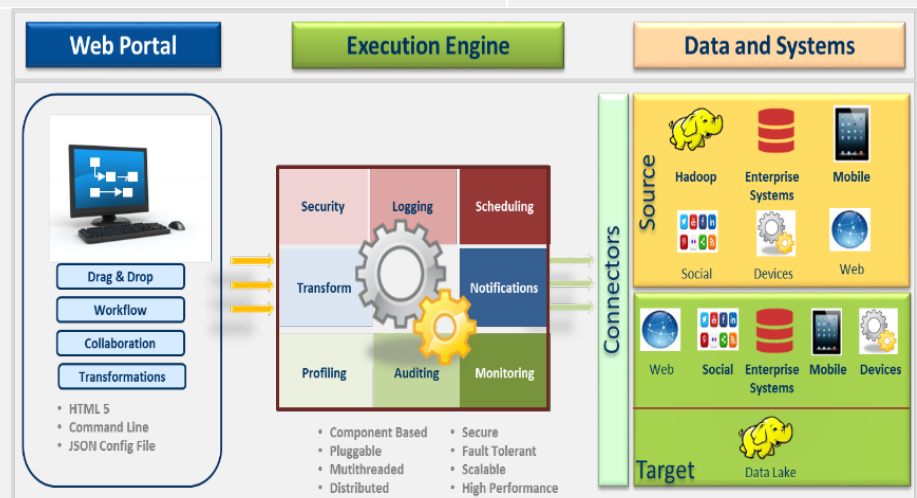 Web Portal
Execution Engine
Data and Systems
Drag & Drop
Workflow
Collaboration
Transformations
• HTML 5
• Command Line
• JSON Config File
Security
Logging
Scheduling
Transform
Notifications
Profiling
Auditing
Monitoring
• Component Based
• Pluggable
• Mutithreaded
• Distributed
• Secure
• Fault Tolerant
• Scalable
• High Performance
Connectors
Source
Hadoop
Enterprise
Systems
Mobile
Social
Devices
Web
Web
Social
Enterprise
Systems
Mobile
Devices
Target
Data Lake